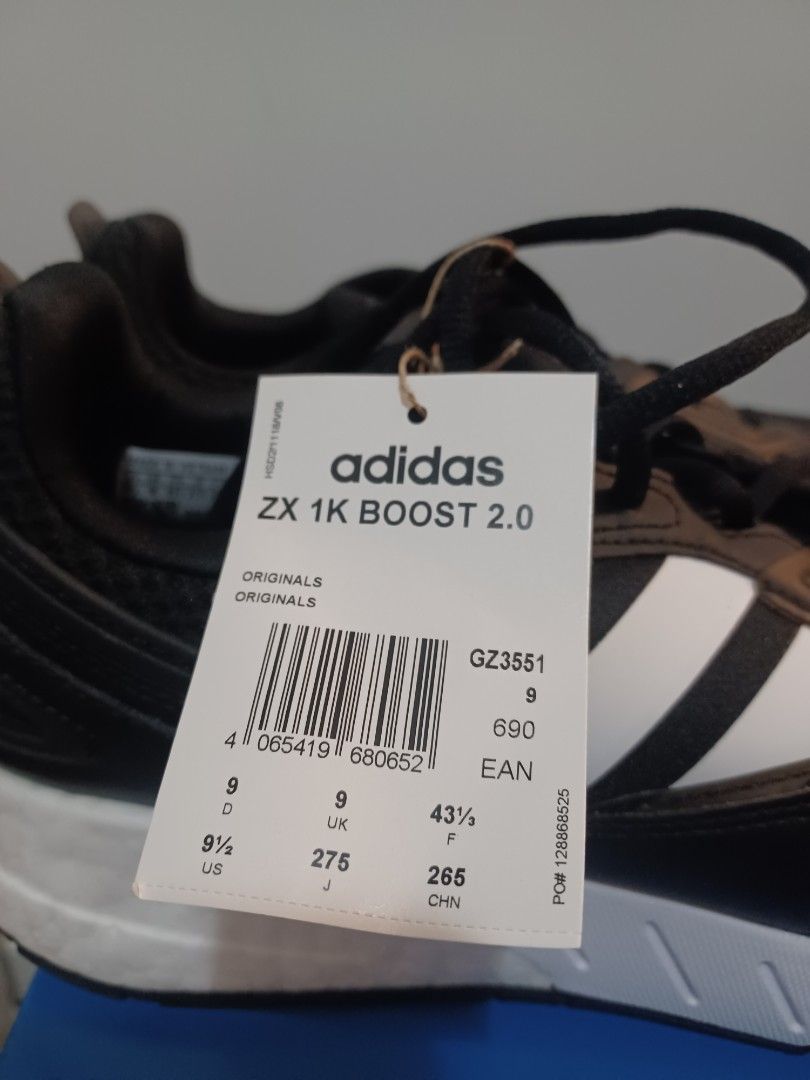 adidas
ZX 1K BOOST 2.0
ORIGINALS
ORIGINALS
GZ3551
9
690
EAN
4 065419 680652
9
D
9
UK
43⅓
F
9½
US
275
J
265
CHN
PO# 128868525